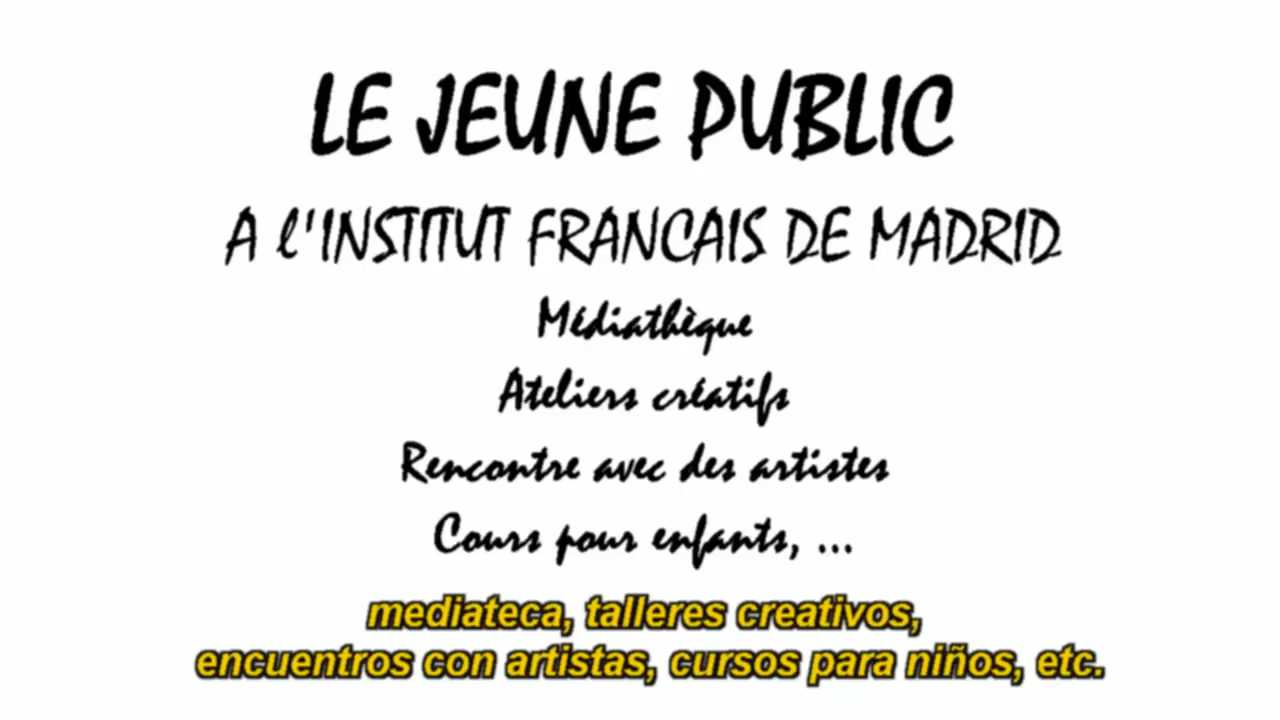 LE JEUNE PUBLIC
A l'INSTITUT FRANCAIS DE MADRID
Médiathèque
Ateliers créatifs
Rencontre avec des artistes
Cours pour enfants, ...
mediateca, talleres creativos,
encuentros con artistas, cursos para niños, etc.